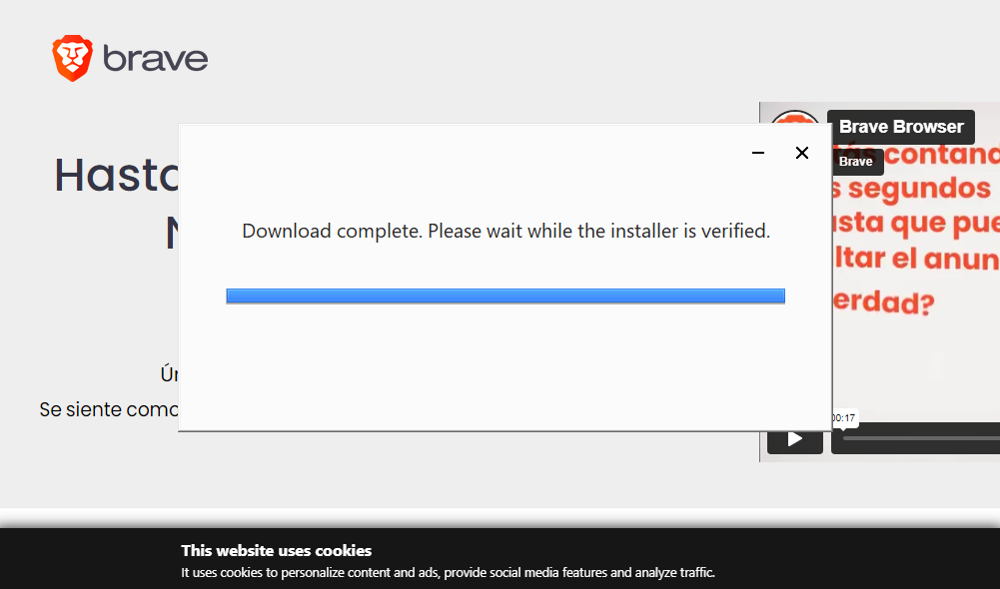 brave
Hasta
N
Download complete. Please wait while the installer is verified.
Ún
Se siente como
Brave Browser
Brave
ás contand
s segundos
sta que pue
ltar el anun
erdad?
00:17
This website uses cookies
It uses cookies to personalize content and ads, provide social media features and analyze traffic.